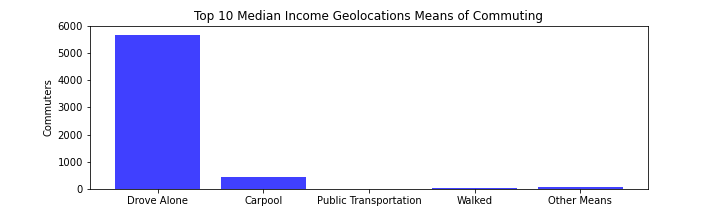 Top 10 Median Income Geolocations Means of Commuting
6000
5000
4000
3000
2000
1000
0
Commuters
Drove Alone Carpool Public Transportation Walked Other Means